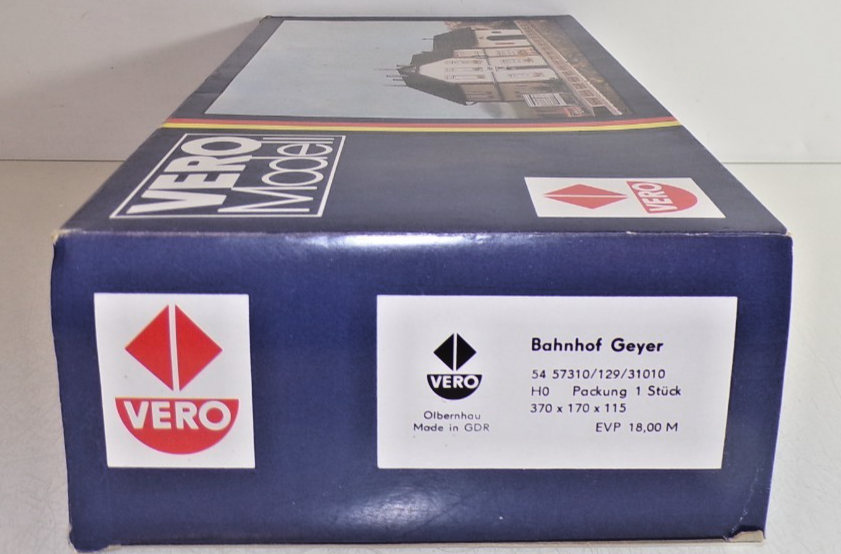 VERO
Modell
VERO
VERO
VERO
Olbernhau
Made in GDR
Bahnhof Geyer
54 57310/129/31010
H0 Packung 1 Stück
370 x 170 x 115
EVP 18,00 M